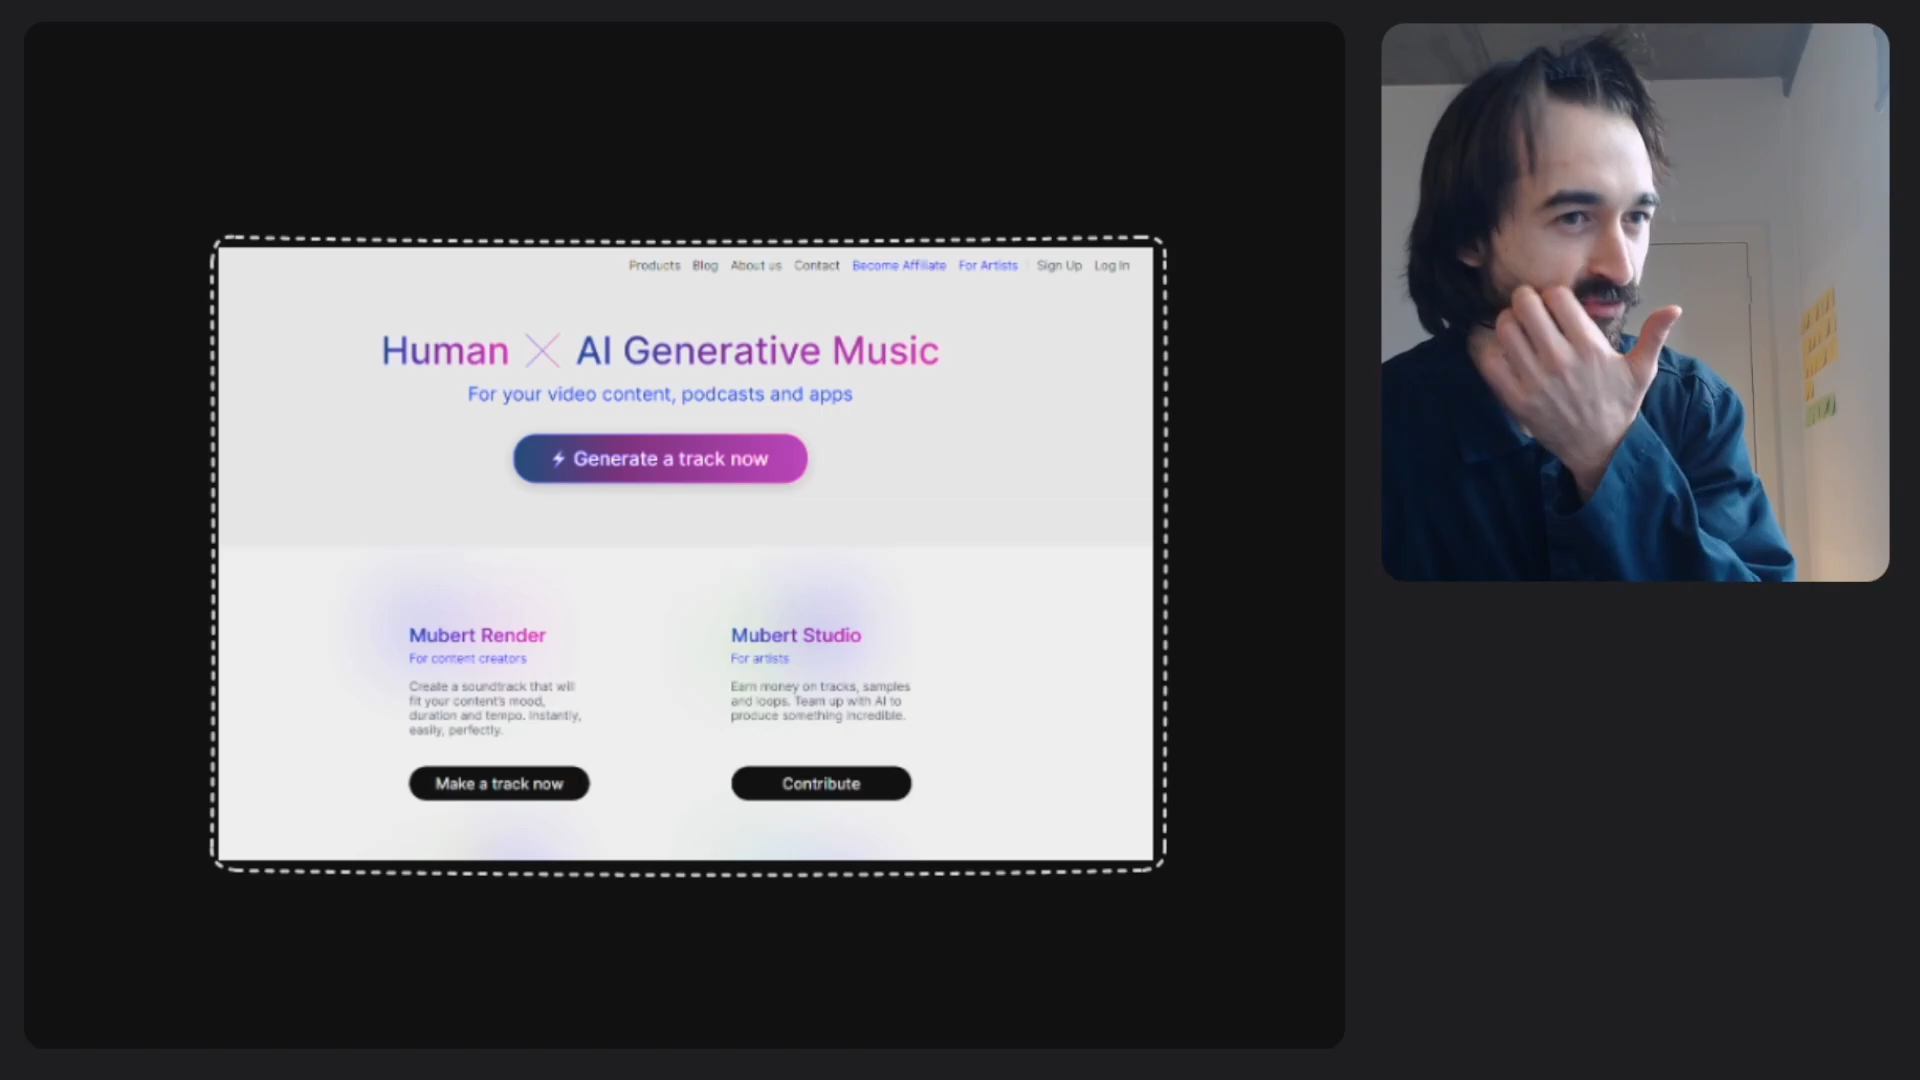 Products Blog About us Contact Become Affiliate For Artists Sign Up Log In
Human X AI Generative Music
For your video content, podcasts and apps
Generate a track now
Mubert Render
For content creators
Create a soundtrack that will
fit your content's mood,
duration and tempo. Instantly,
easily, perfectly.
Make a track now
Mubert Studio
For artists
Earn money on tracks, samples
and loops. Team up with AI to
produce something incredible.
Contribute